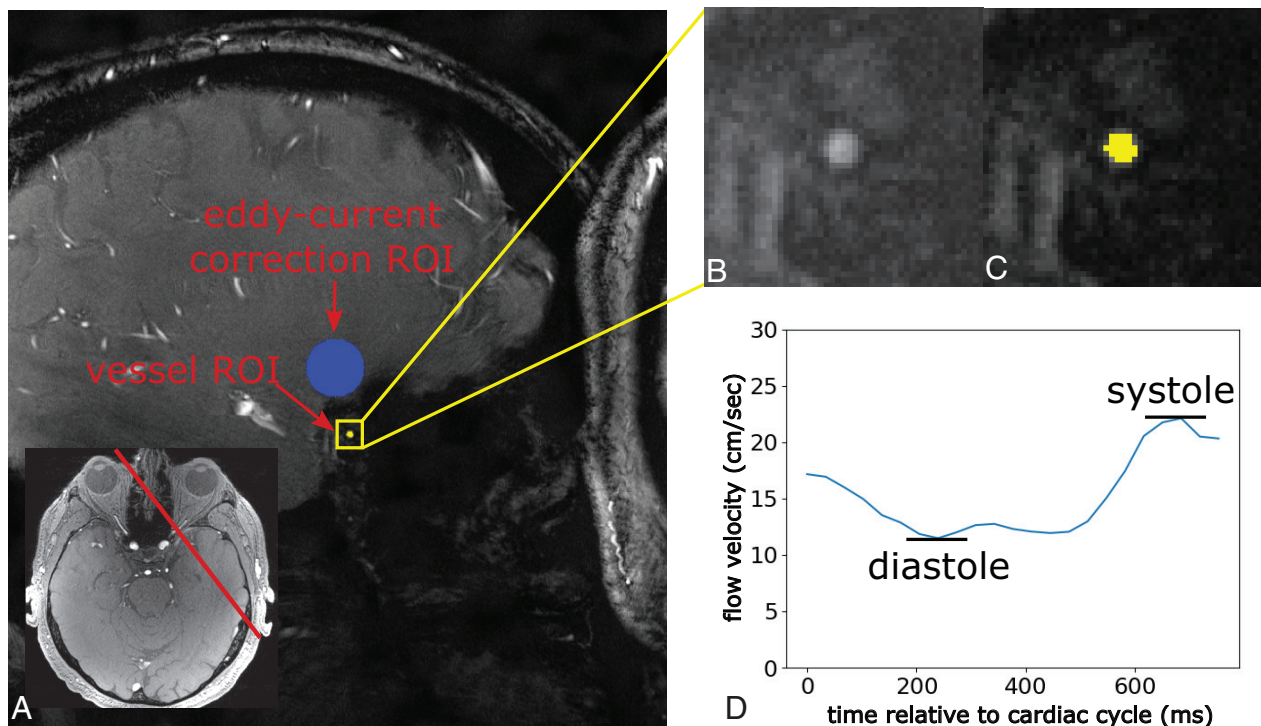 eddy-current
correction ROI
vessel ROI
A
B
C
flow velocity (cm/sec)
30
25
20
15
10
5
0
systole
diastole
0
200
400
600
D
time relative to cardiac cycle (ms)